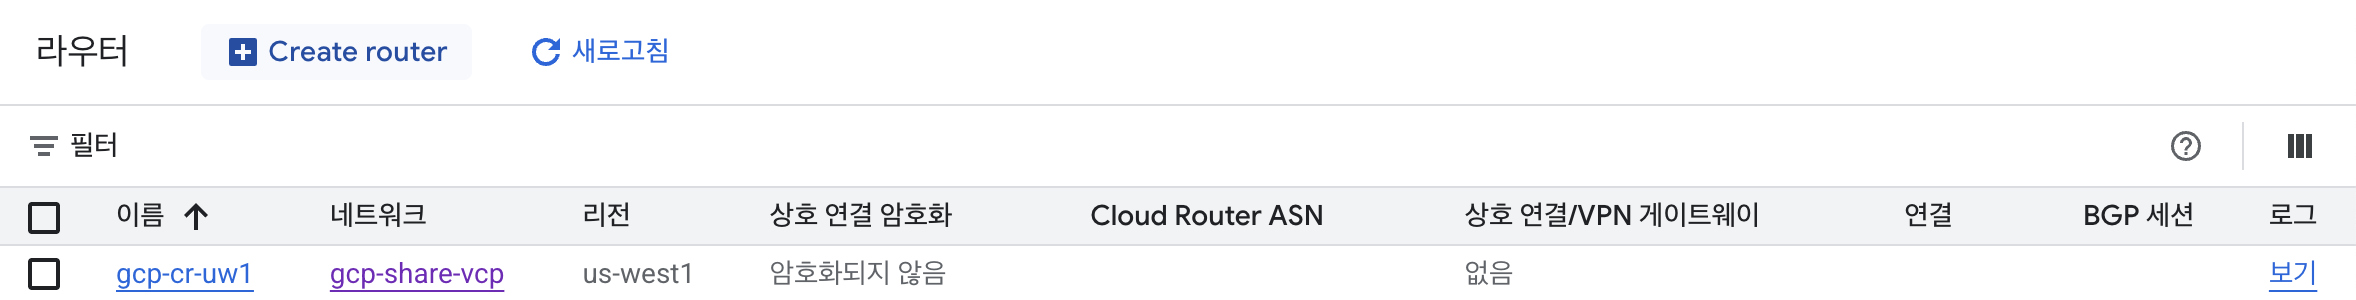 라우터 Create router 새로고침
필터
이름 네트워크 리전 상호 연결 암호화 Cloud Router ASN 상호 연결/VPN 게이트웨이 연결 BGP 세션 로그
gcp-cr-uw1 gcp-share-vcp us-west1 암호화되지 않음 없음 보기